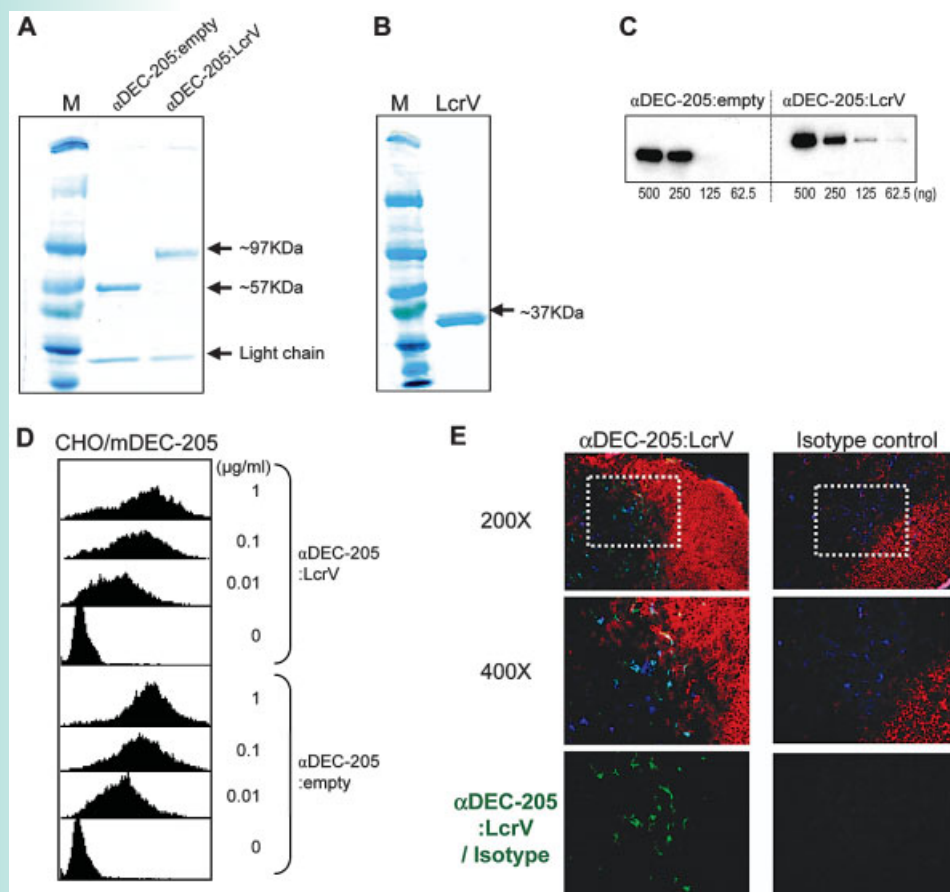 A
αDEC-205:empty
αDEC-205:LcrV
M
~97KDa
~57KDa
Light chain
B
M LcrV
~37KDa
C
αDEC-205:empty αDEC-205:LcrV
500 250 125 62.5 500 250 125 62.5 (ng)
D
CHO/mDEC-205
(µg/ml)
1
0.1
0.01
0
αDEC-205
:LcrV
1
0.1
0.01
0
αDEC-205
:empty
E
αDEC-205:LcrV Isotype control
200X
400X
αDEC-205
:LcrV
/ Isotype